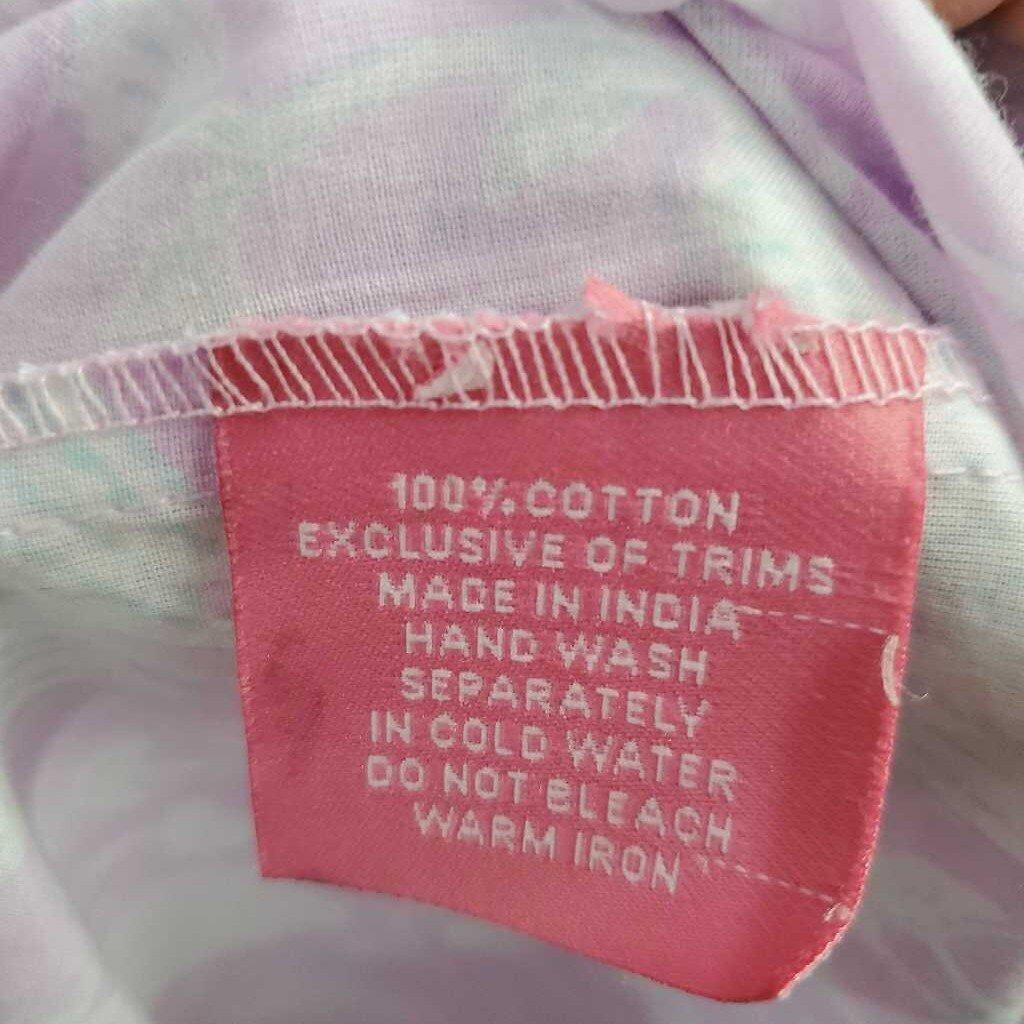 100% COTTON
EXCLUSIVE OF TRIMS
MADE IN INDIA
HAND WASH
SEPARATELY
IN COLD WATER
DO NOT BLEACH
WARM IRON